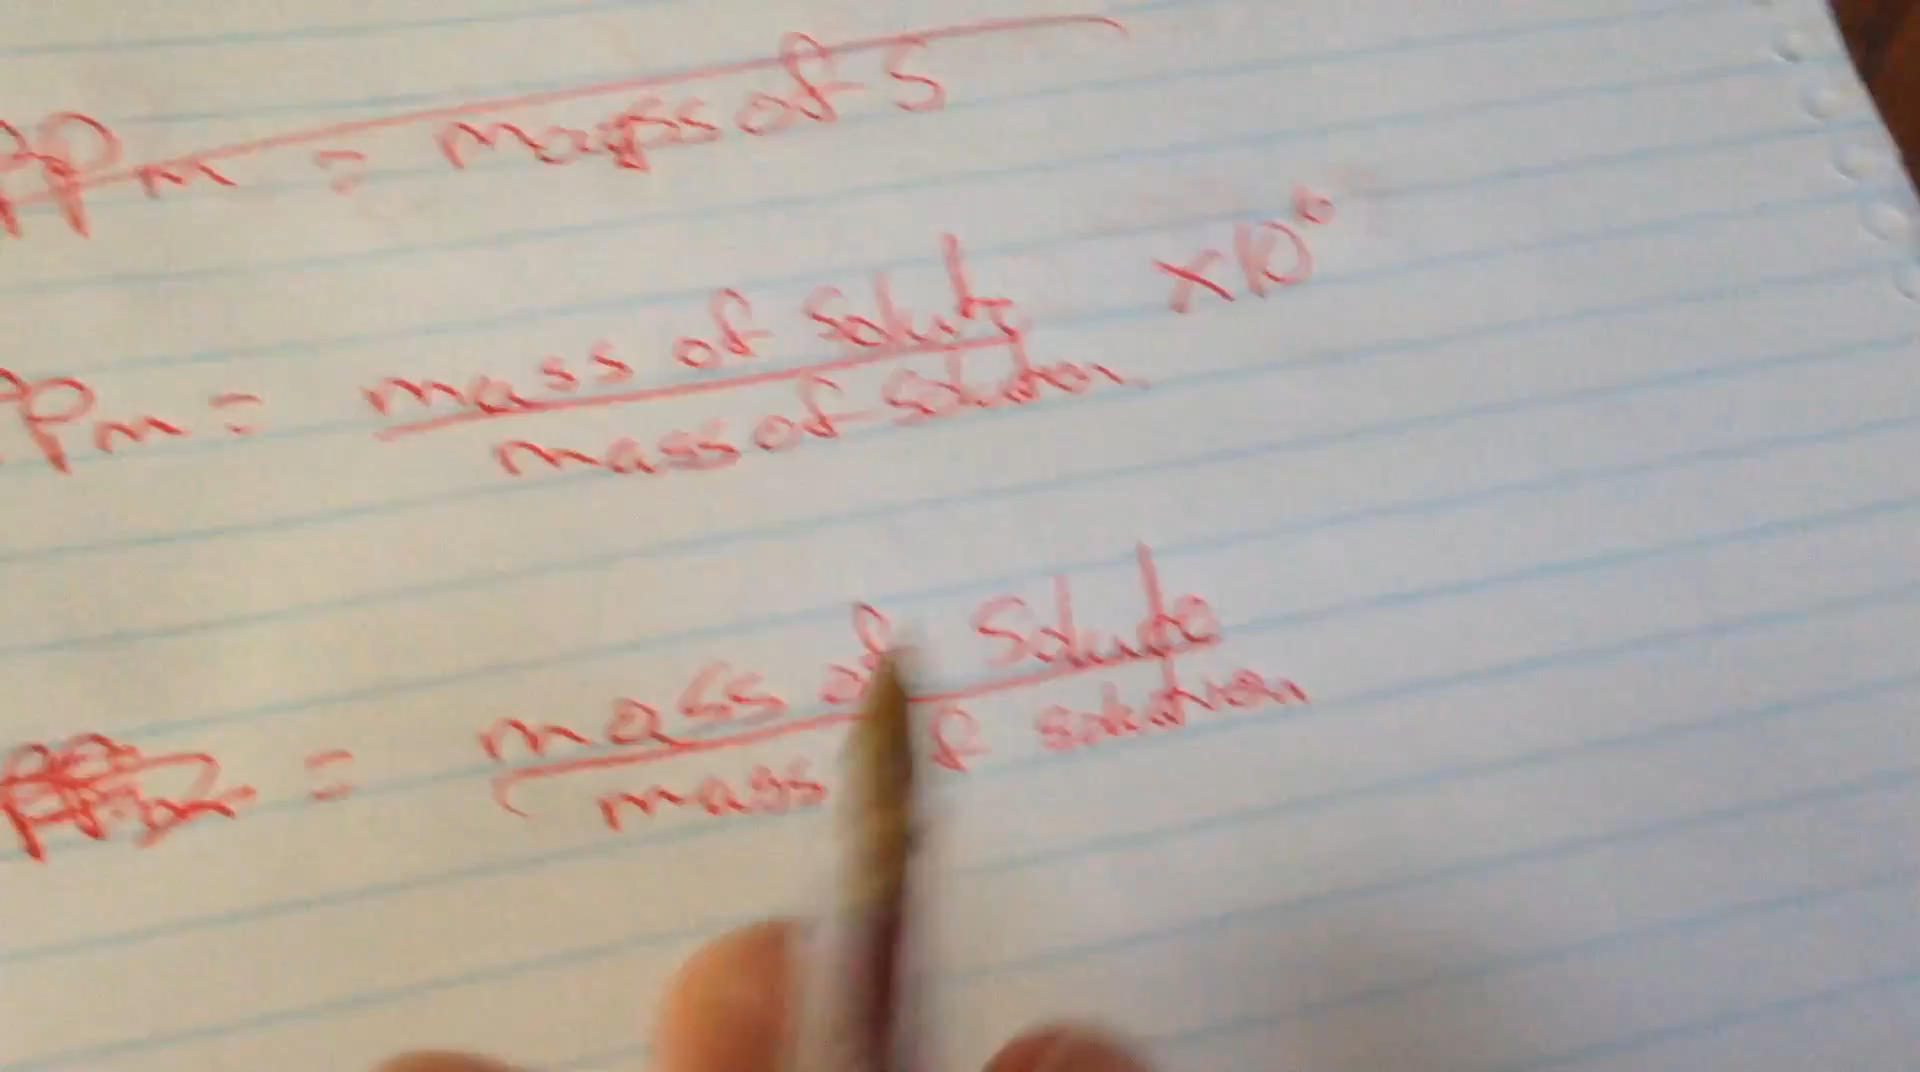 PPm = mass of S
PPm = mass of solute × 10⁶
mass of solution
= mass of Solute
mass of solution